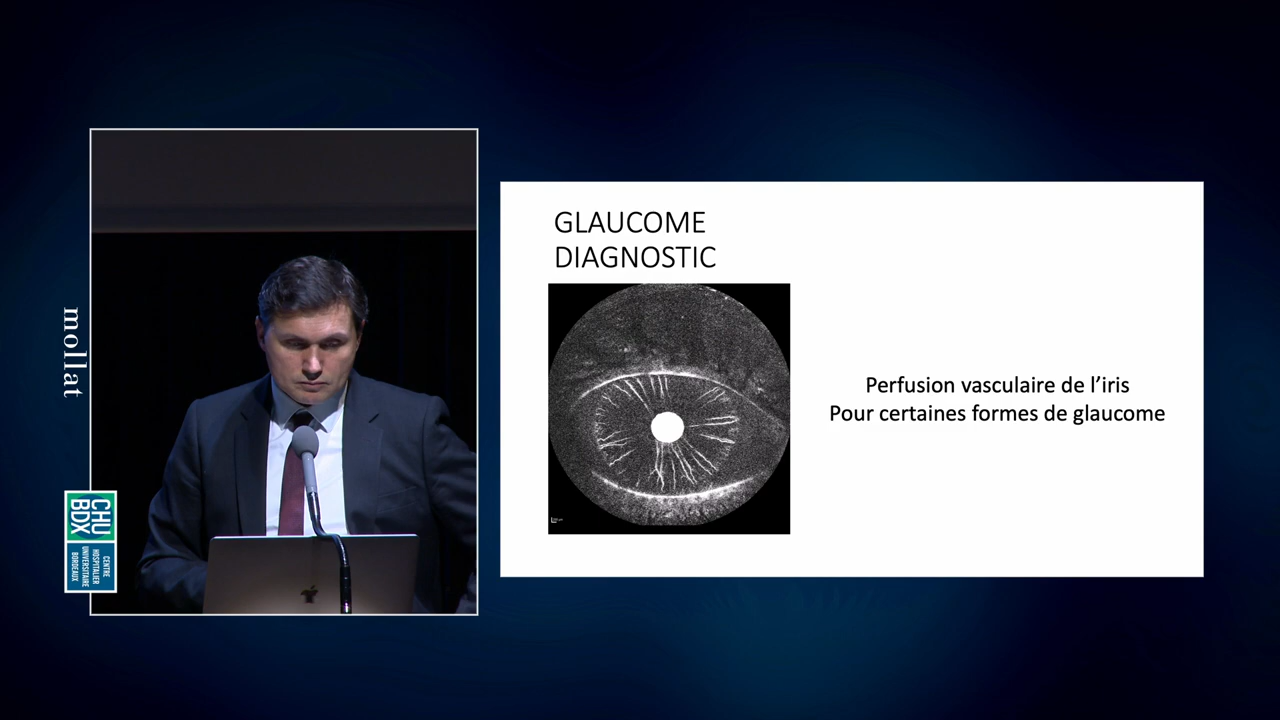 mollat
CHU
BDX
CENTRE
HOSPITALIER
UNIVERSITAIRE
BORDEAUX
GLAUCOME
DIAGNOSTIC
Perfusion vasculaire de l’iris
Pour certaines formes de glaucome